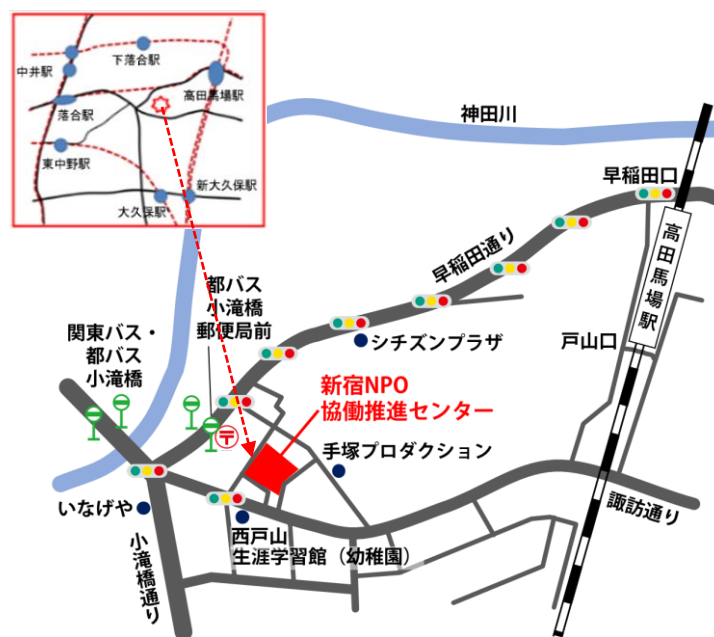 下落合駅
中井駅
高田馬場駅
落合駅
東中野駅
新大久保駅
大久保駅
神田川
早稲田口
早稲田通り
高田馬場駅
都バス
小滝橋
郵便局前
関東バス・
都バス
小滝橋
シチズンプラザ
戸山口
新宿NPO
協働推進センター
手塚プロダクション
〒
いなげや
西戸山
生涯学習館（幼稚園）
諏訪通り
小滝橋通り